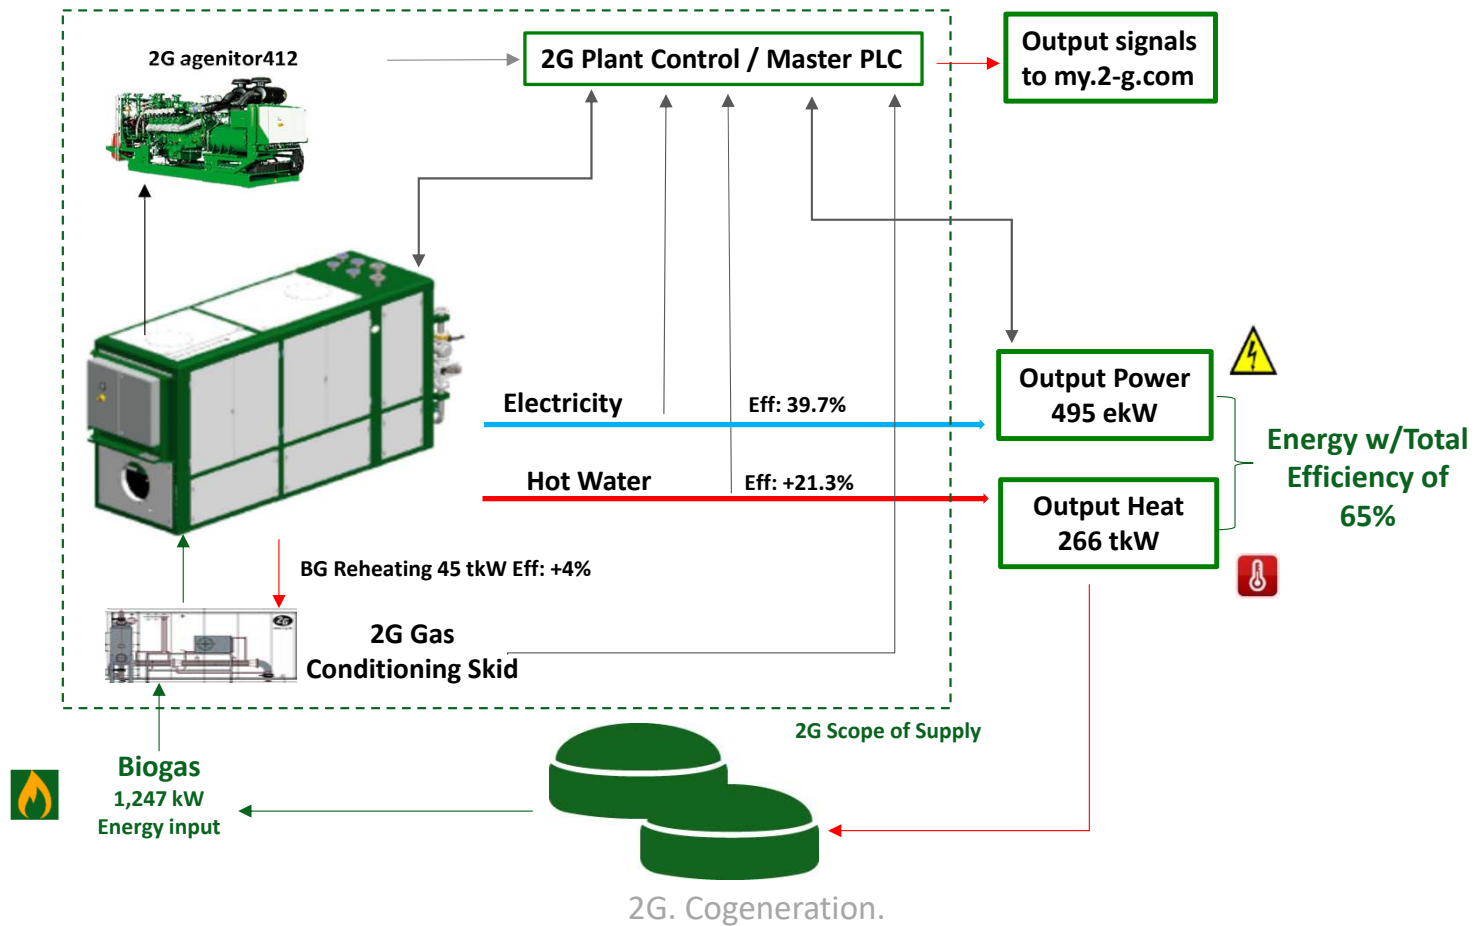 2G agenitor412
2G Plant Control / Master PLC
Output signals
to my.2-g.com
Electricity
Eff: 39.7%
Output Power
495 ekW
Energy w/Total
Efficiency of
65%
Hot Water
Eff: +21.3%
Output Heat
266 tkW
BG Reheating 45 tkW Eff: +4%
2G
2G Gas
Conditioning Skid
2G Scope of Supply
Biogas
1,247 kW
Energy input
2G. Cogeneration.